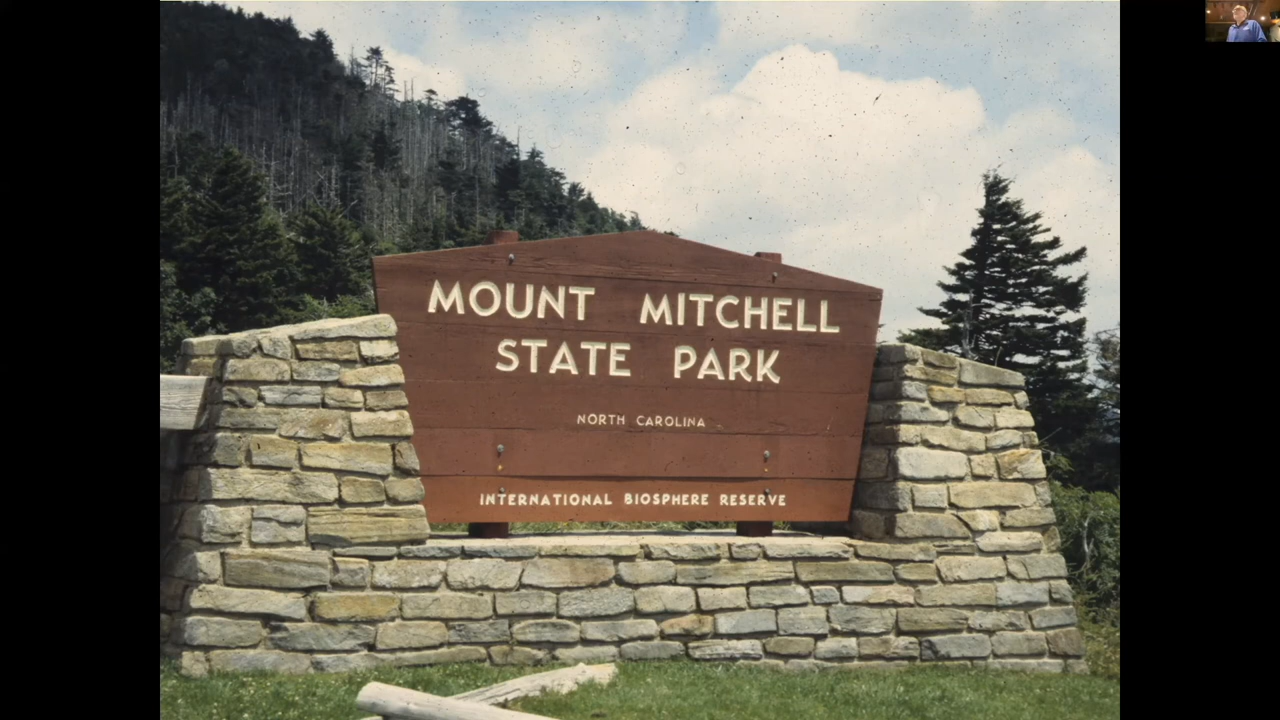 MOUNT MITCHELL
STATE PARK
NORTH CAROLINA
INTERNATIONAL BIOSPHERE RESERVE